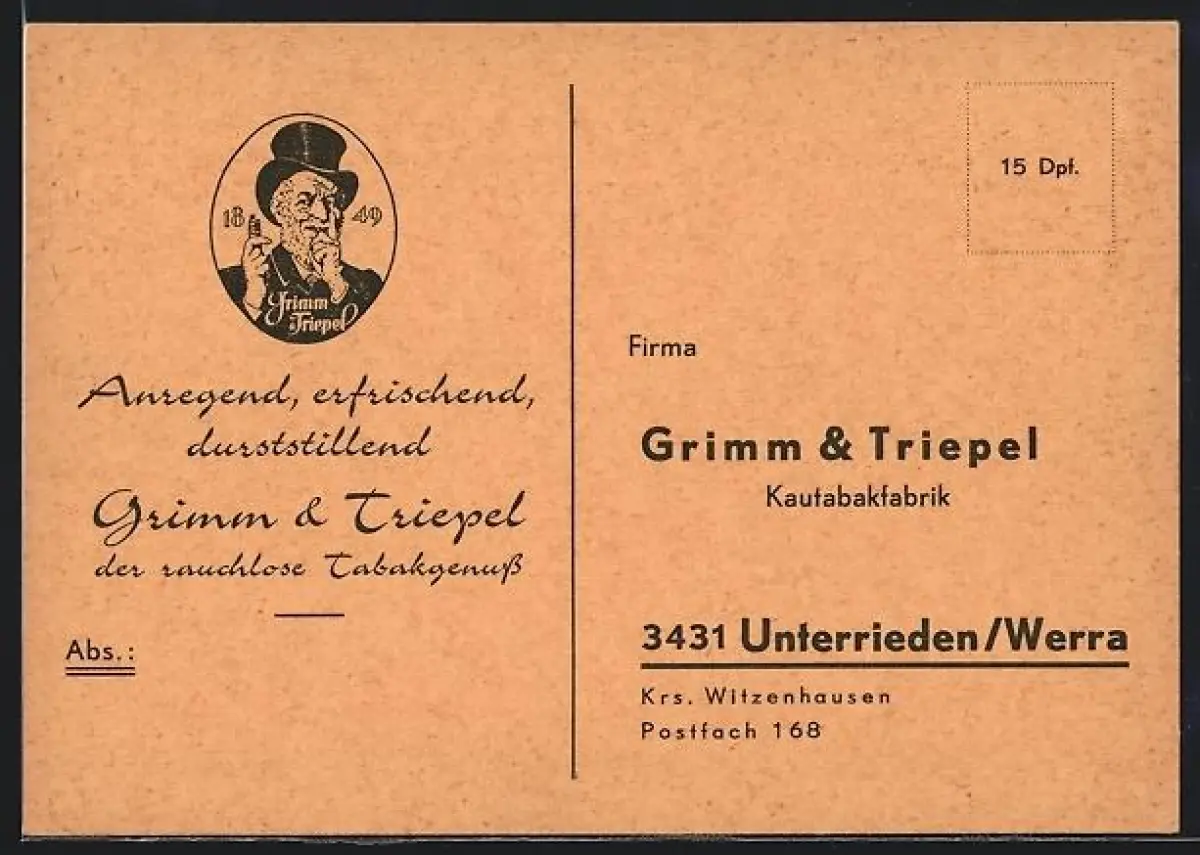 18 49
Grimm
& Triepel
Anregend, erfrischend,
durststillend
Grimm & Triepel
der rauchlose Tabakgenuß
Abs.:
15 Dpf.
Firma
Grimm & Triepel
Kautabakfabrik
3431 Unterrieden/Werra
Krs. Witzenhausen
Postfach 168